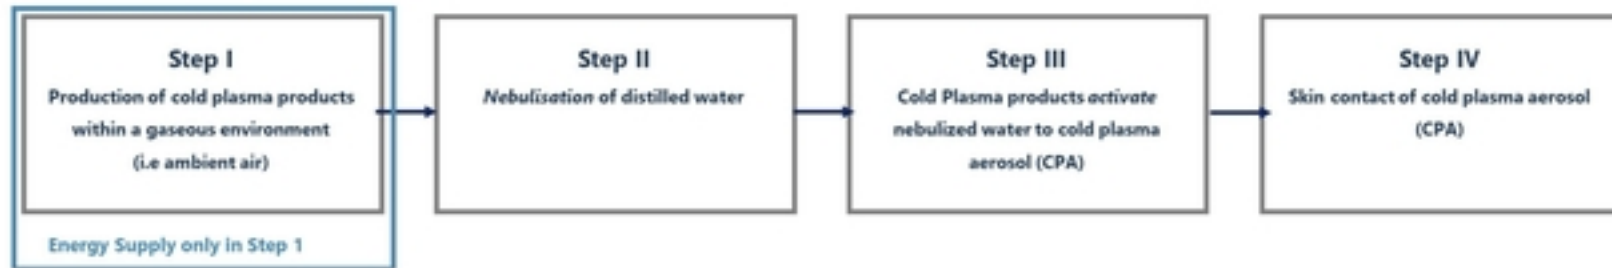 Step I
Production of cold plasma products
within a gaseous environment
(i.e ambient air)
Energy Supply only in Step 1
Step II
Nebulisation of distilled water
Step III
Cold Plasma products activate
nebulized water to cold plasma
aerosol (CPA)
Step IV
Skin contact of cold plasma aerosol
(CPA)